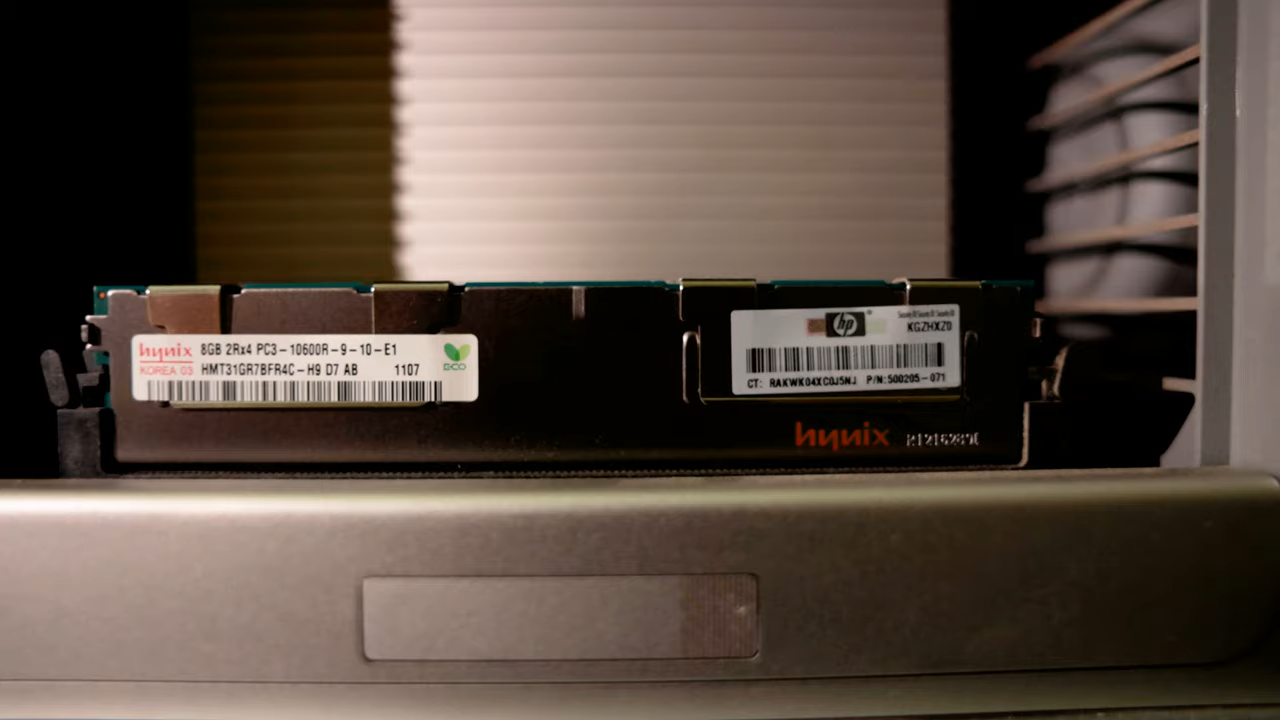 hynix
KOREA 03
8GB 2Rx4 PC3-10600R-9-10-E1
HMT31GR7BFR4C-H9 D7 AB 1107
ECO
hp
KGZHXZ0
CT: RAKWK04XC0J5NJ P/N:500205-071
hynix